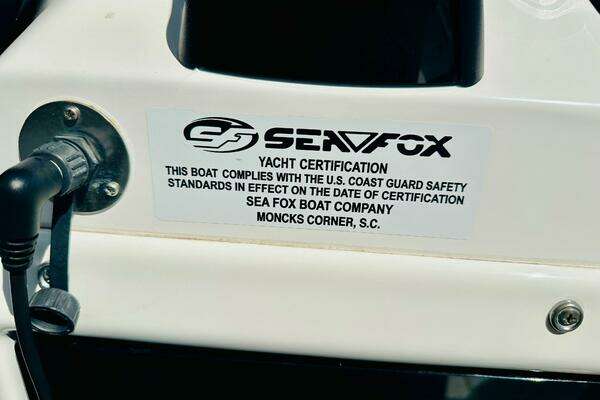 SF SEAFOX
YACHT CERTIFICATION
THIS BOAT COMPLIES WITH THE U.S. COAST GUARD SAFETY
STANDARDS IN EFFECT ON THE DATE OF CERTIFICATION
SEA FOX BOAT COMPANY
MONCKS CORNER, S.C.